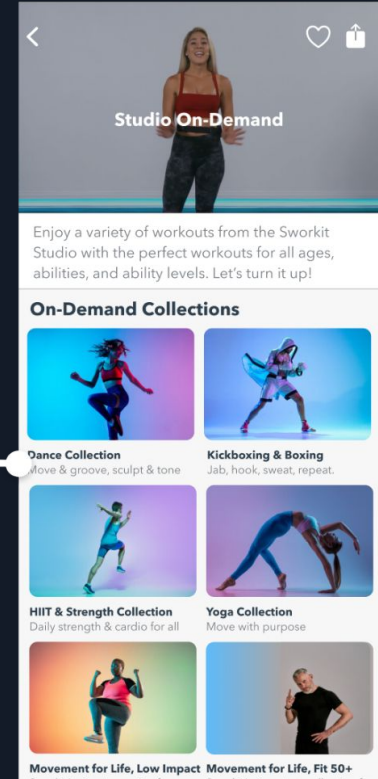 Studio On-Demand
Enjoy a variety of workouts from the Sworkit
Studio with the perfect workouts for all ages,
abilities, and ability levels. Let's turn it up!
On-Demand Collections
Dance Collection
Move & groove, sculpt & tone
Kickboxing & Boxing
Jab, hook, sweat, repeat.
HIIT & Strength Collection
Daily strength & cardio for all
Yoga Collection
Move with purpose
Movement for Life, Low Impact
Movement for Life, Fit 50+